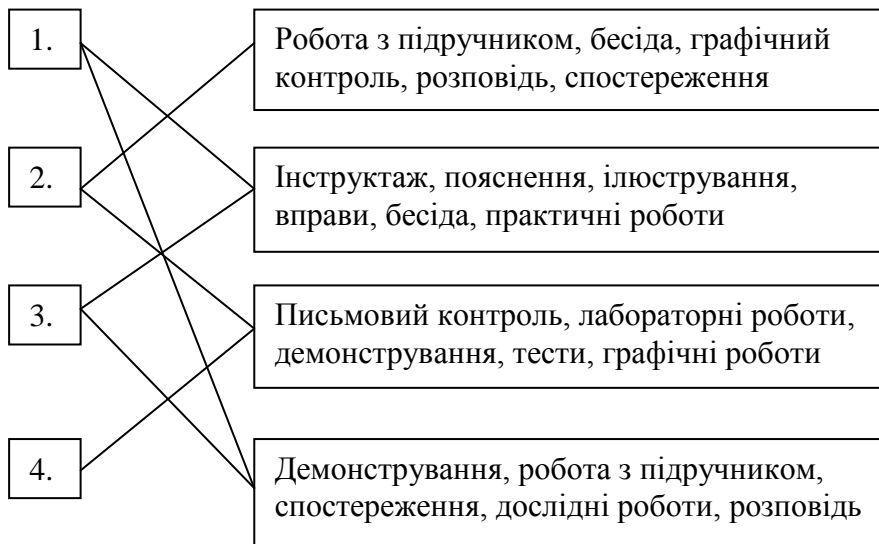 1.
Робота з підручником, бесіда, графічний
контроль, розповідь, спостереження
2.
Інструктаж, пояснення, ілюстрування,
вправи, бесіда, практичні роботи
3.
Письмовий контроль, лабораторні роботи,
демонстрування, тести, графічні роботи
4.
Демонстрування, робота з підручником,
спостереження, дослідні роботи, розповідь